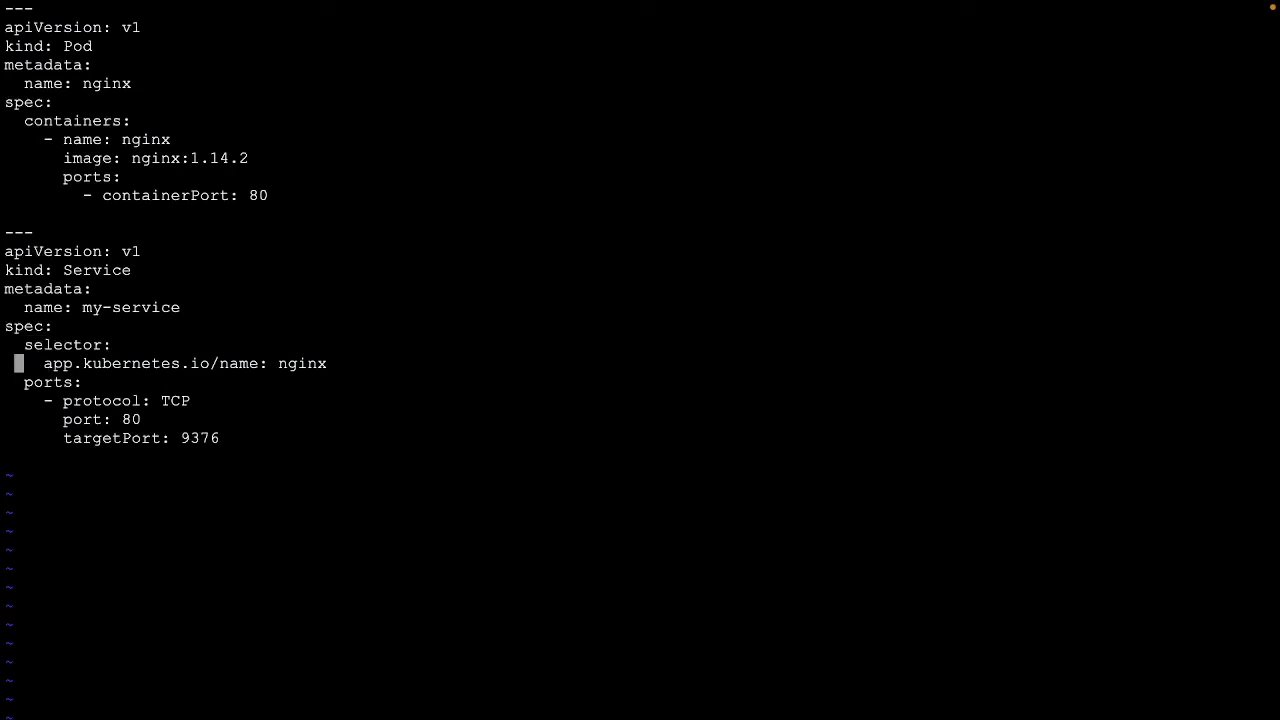 ---
apiVersion: v1
kind: Pod
metadata:
  name: nginx
spec:
  containers:
    - name: nginx
      image: nginx:1.14.2
      ports:
        - containerPort: 80

---
apiVersion: v1
kind: Service
metadata:
  name: my-service
spec:
  selector:
    app.kubernetes.io/name: nginx
  ports:
    - protocol: TCP
      port: 80
      targetPort: 9376

~
~
~
~
~
~
~
~
~
~
~
~
~
~